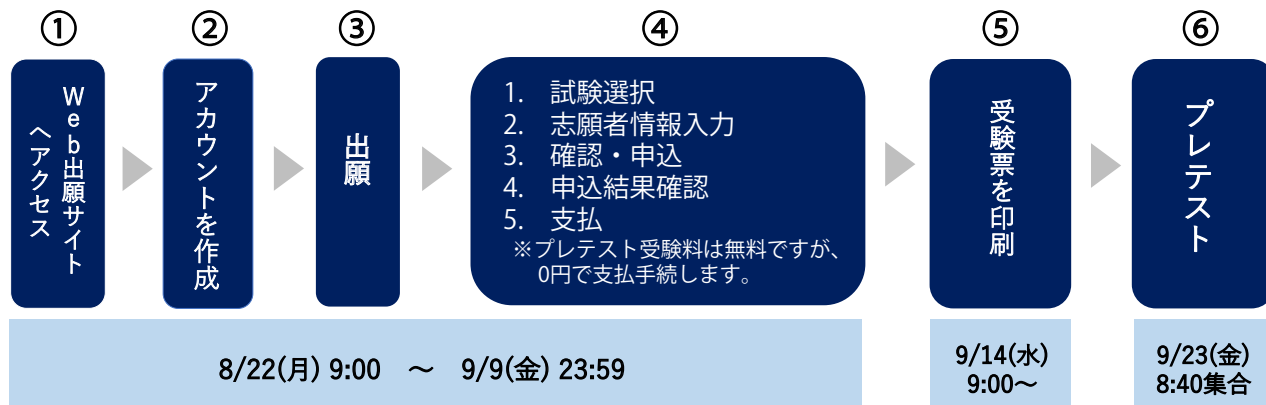 ①
Web出願サイト
へアクセス
②
アカウントを作成
③
出願
④
1. 試験選択
2. 志願者情報入力
3. 確認・申込
4. 申込結果確認
5. 支払
※プレテスト受験料は無料ですが、
0円で支払手続します。
⑤
受験票を印刷
⑥
プレテスト
8/22(月) 9:00 ～ 9/9(金) 23:59
9/14(水)
9:00～
9/23(金)
8:40集合